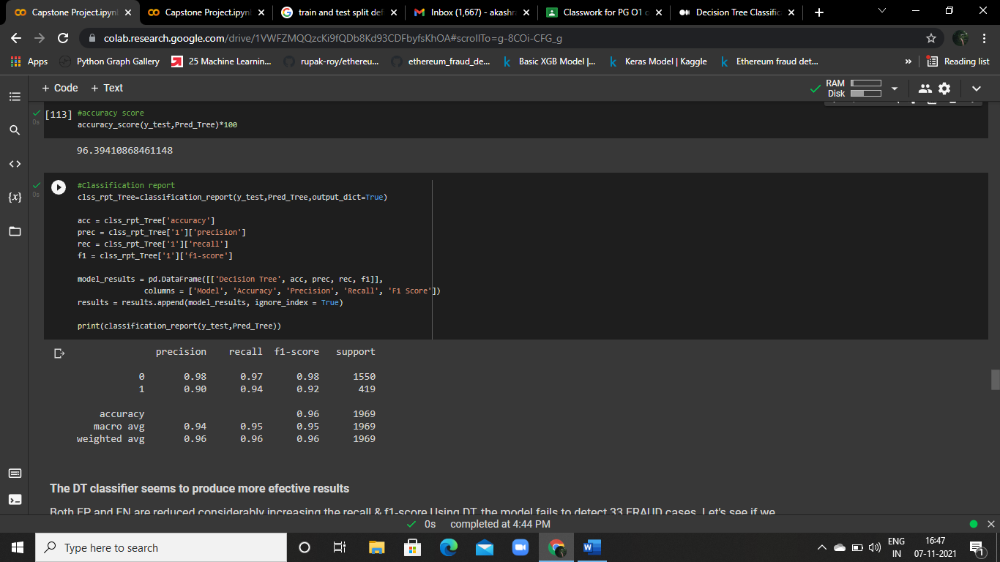 Capstone Project.ipynb
Capstone Project.ipynb
train and test split def
Inbox (1,667) - akashra
Classwork for PG O1 c
Decision Tree Classific
colab.research.google.com/drive/1VWFZMQQzcKi9fQDb8Kd93CDFbyfsKhOA#scrollTo=g-8COi-CFG_g
Apps
Python Graph Gallery
25 Machine Learnin...
rupak-roy/ethereu...
ethereum_fraud_de...
Basic XGB Model |...
Keras Model | Kaggle
Ethereum fraud det...
»
Reading list
+ Code + Text
RAM
Disk
[113] #accuracy score
0s
accuracy_score(y_test,Pred_Tree)*100
96.39410868461148
#Classification report
0s
clss_rpt_Tree=classification_report(y_test,Pred_Tree,output_dict=True)
acc = clss_rpt_Tree['accuracy']
prec = clss_rpt_Tree['1']['precision']
rec = clss_rpt_Tree['1']['recall']
f1 = clss_rpt_Tree['1']['f1-score']
model_results = pd.DataFrame([['Decision Tree', acc, prec, rec, f1]],
columns = ['Model', 'Accuracy', 'Precision', 'Recall', 'F1 Score'])
results = results.append(model_results, ignore_index = True)
print(classification_report(y_test,Pred_Tree))
precision recall f1-score support
0 0.98 0.97 0.98 1550
1 0.90 0.94 0.92 419
accuracy 0.96 1969
macro avg 0.94 0.95 0.95 1969
weighted avg 0.96 0.96 0.96 1969
The DT classifier seems to produce more efective results
Both FP and FN are reduced considerably increasing the recall & f1-score Using DT, the model fails to detect 33 FRAUD cases. Let's see if we
0s completed at 4:44 PM
Type here to search
ENG
IN
16:47
07-11-2021
1